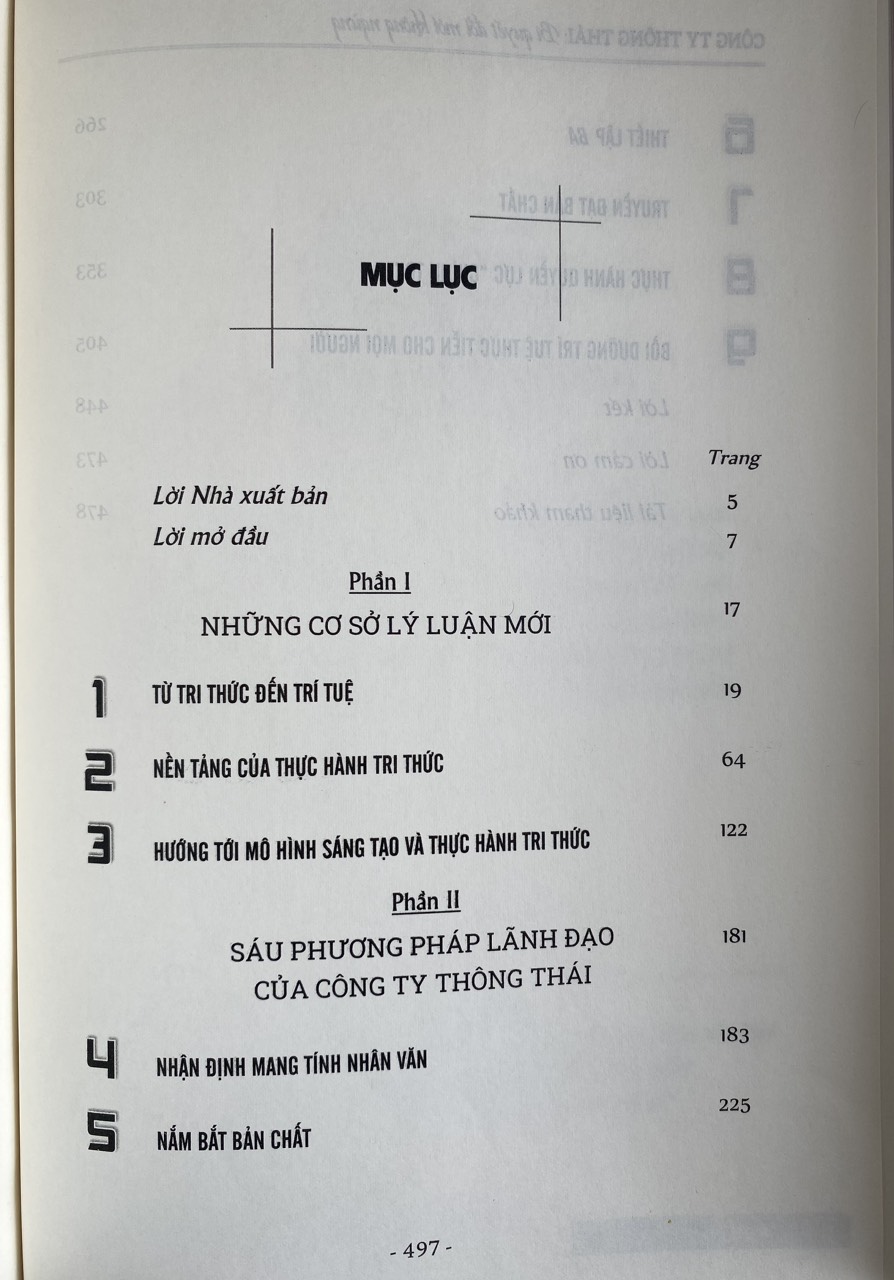 MỤC LỤC
Trang
Lời Nhà xuất bản 5
Lời mở đầu 7
Phần I
NHỮNG CƠ SỞ LÝ LUẬN MỚI 17
1 TỪ TRI THỨC ĐẾN TRÍ TUỆ 19
2 NỀN TẢNG CỦA THỰC HÀNH TRI THỨC 64
3 HƯỚNG TỚI MÔ HÌNH SÁNG TẠO VÀ THỰC HÀNH TRI THỨC 122
Phần II
SÁU PHƯƠNG PHÁP LÃNH ĐẠO 181
CỦA CÔNG TY THÔNG THÁI
4 NHẬN ĐỊNH MANG TÍNH NHÂN VĂN 183
5 NẮM BẮT BẢN CHẤT 225
- 497 -